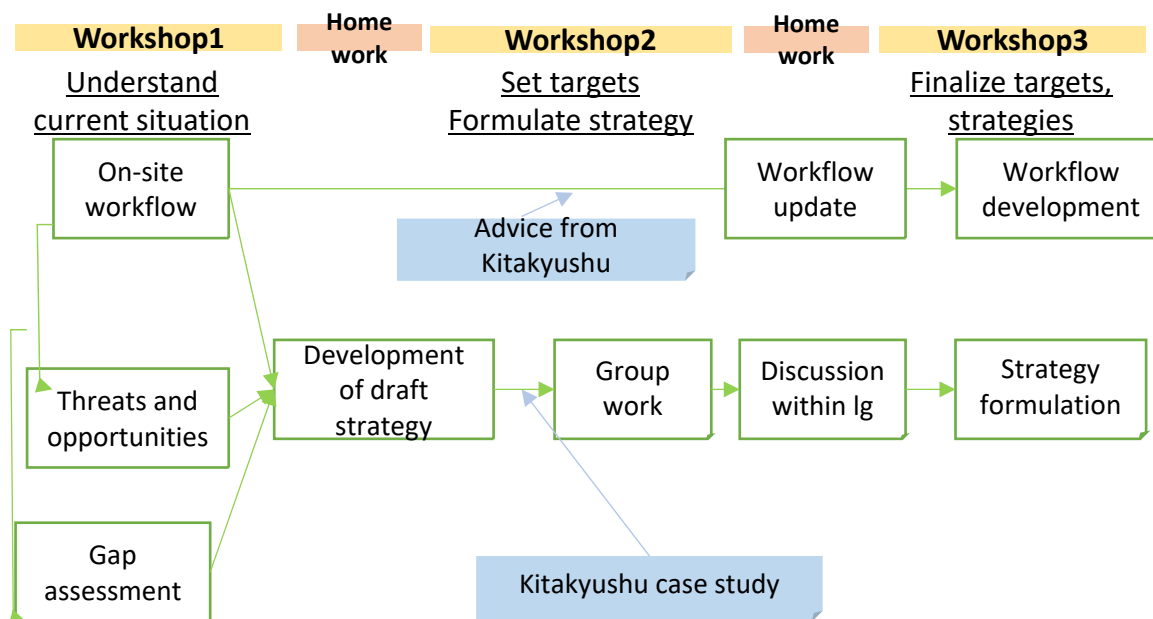 Workshop1
Home
work
Workshop2
Home
work
Workshop3
Understand
current situation
Set targets
Formulate strategy
Finalize targets,
strategies
On-site
workflow
Workflow
update
Workflow
development
Advice from
Kitakyushu
Threats and
opportunities
Development
of draft
strategy
Group
work
Discussion
within lg
Strategy
formulation
Gap
assessment
Kitakyushu case study